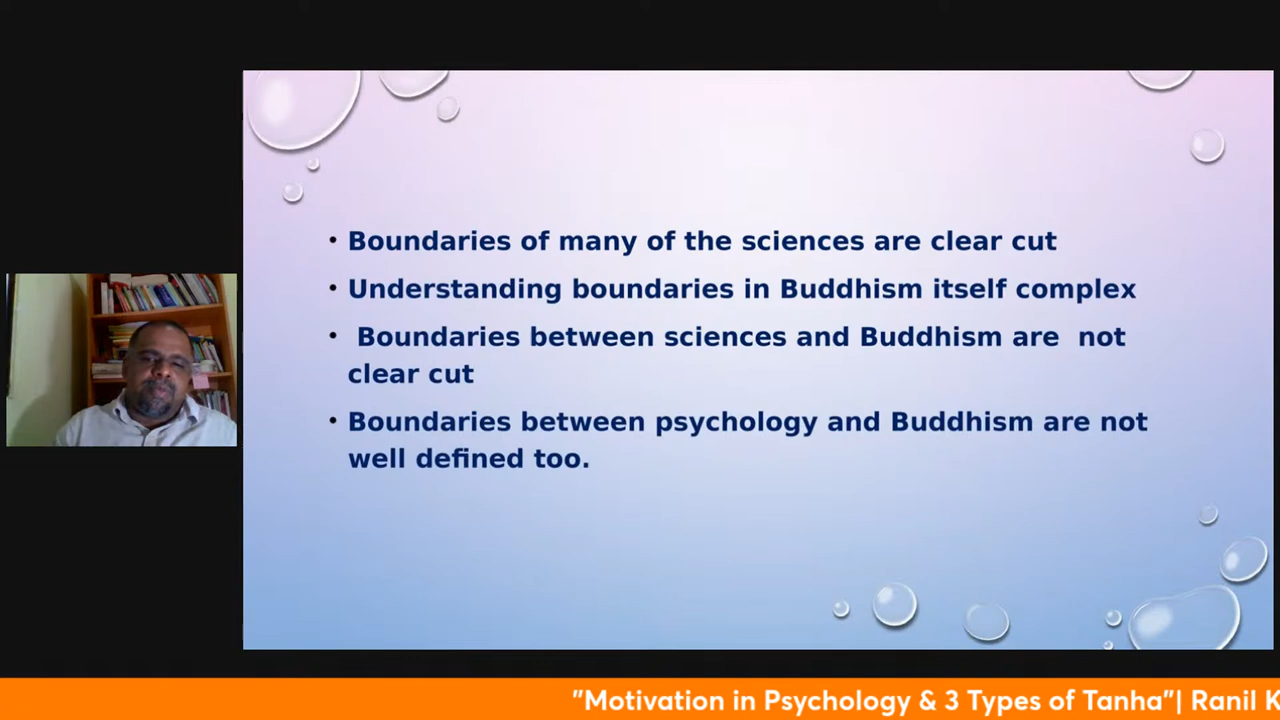 • Boundaries of many of the sciences are clear cut
• Understanding boundaries in Buddhism itself complex
• Boundaries between sciences and Buddhism are not
clear cut
• Boundaries between psychology and Buddhism are not
well defined too.
"Motivation in Psychology & 3 Types of Tanha"| Ranil K